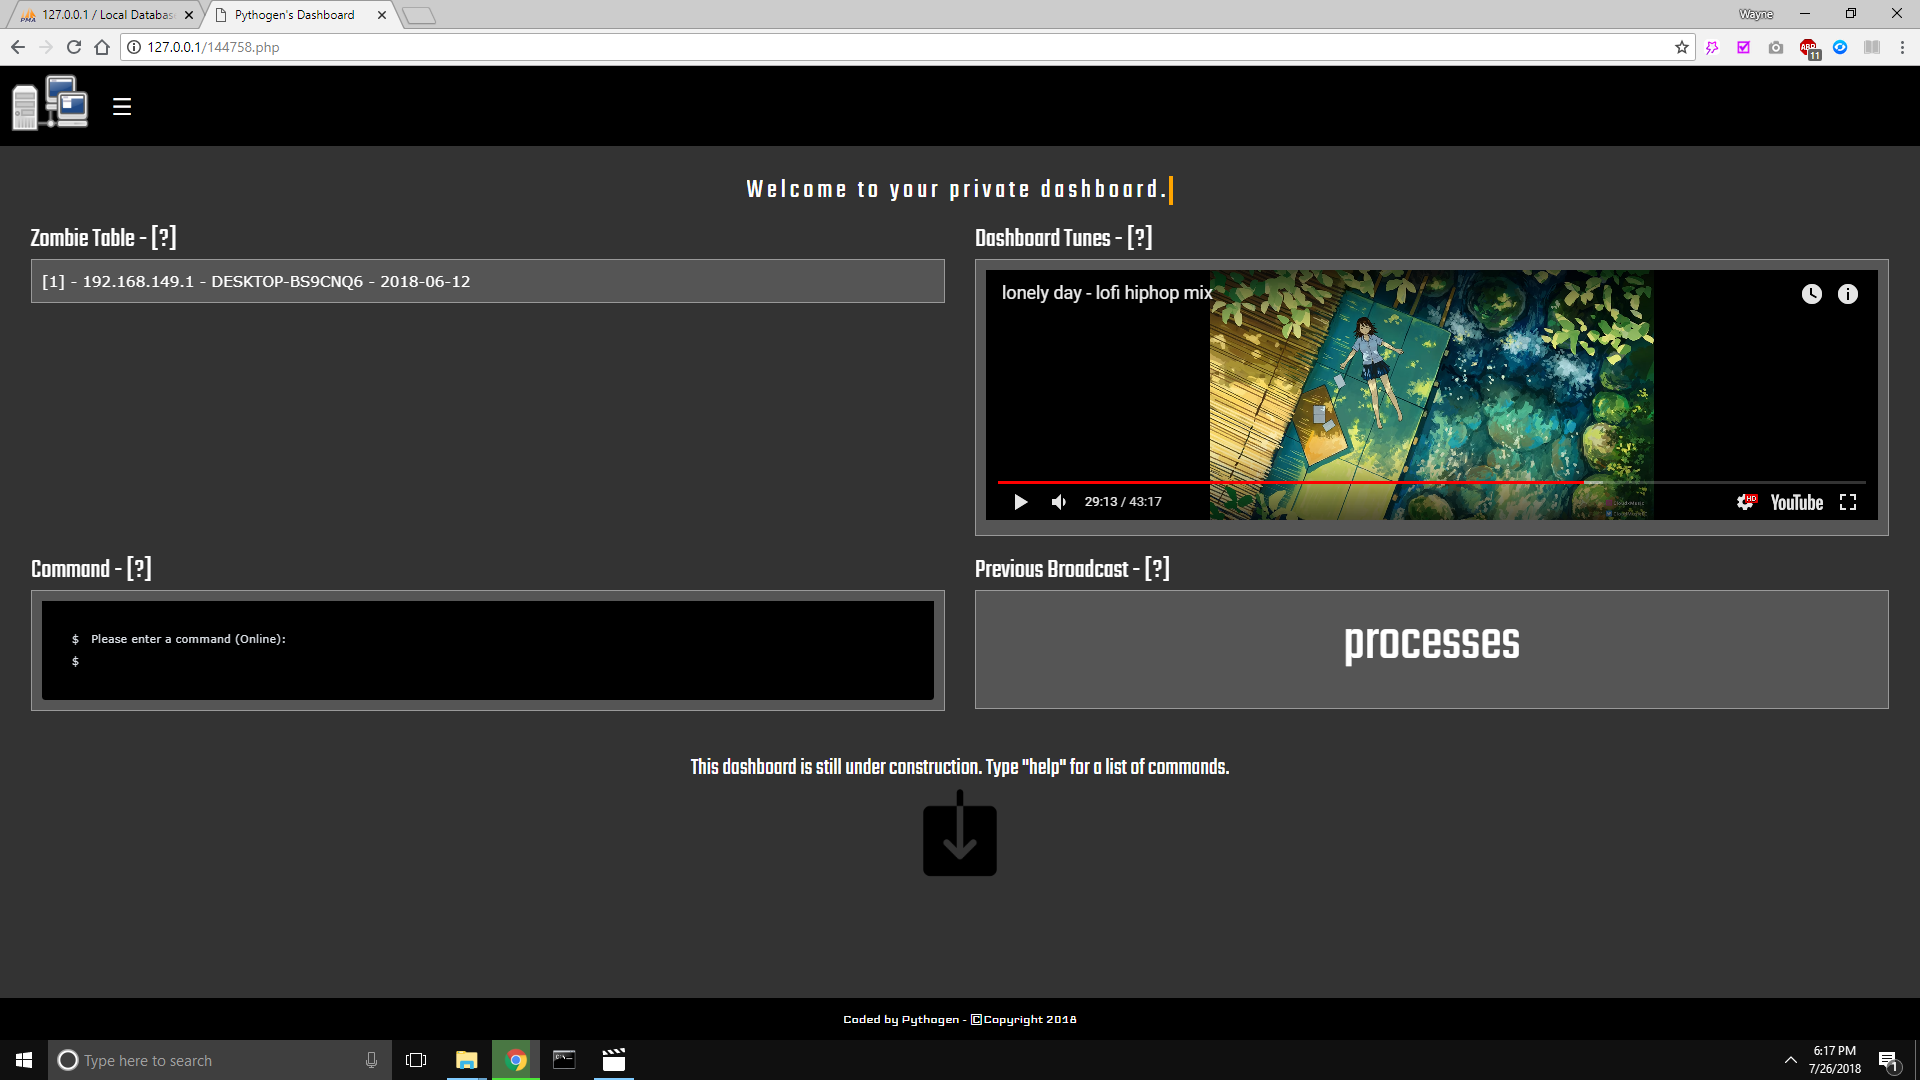 127.0.0.1 / Local Databas
Pythogen's Dashboard
Wayne
127.0.0.1/144758.php
ABP
11
Welcome to your private dashboard.
Zombie Table - [?]
[1] - 192.168.149.1 - DESKTOP-BS9CNQ6 - 2018-06-12
Dashboard Tunes - [?]
lonely day - lofi hiphop mix
29:13 / 43:17
HD
YouTube
Command - [?]
$ Please enter a command (Online):
$
Previous Broadcast - [?]
processes
This dashboard is still under construction. Type "help" for a list of commands.
Coded by Pythogen - ©Copyright 2018
Type here to search
6:17 PM
7/26/2018
1